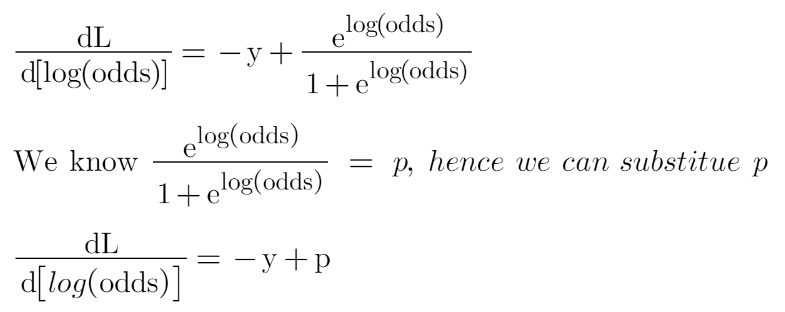 dL / d[log(odds)] = −y + e^log(odds) / 1 + e^log(odds)
We know e^log(odds) / 1 + e^log(odds) = p, hence we can substitue p
dL / d[log(odds)] = −y + p